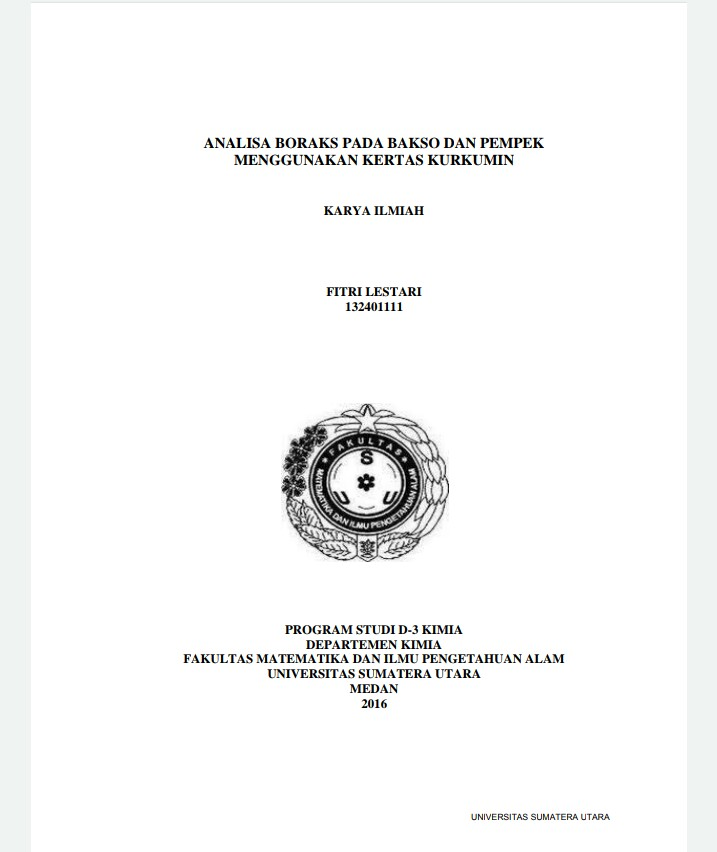 ANALISA BORAKS PADA BAKSO DAN PEMPEK
MENGGUNAKAN KERTAS KURKUMIN
KARYA ILMIAH
FITRI LESTARI
132401111
FAKULTAS
S
U U
MATEMATIKA DAN ILMU PENGETAHUAN ALAM
PROGRAM STUDI D-3 KIMIA
DEPARTEMEN KIMIA
FAKULTAS MATEMATIKA DAN ILMU PENGETAHUAN ALAM
UNIVERSITAS SUMATERA UTARA
MEDAN
2016
UNIVERSITAS SUMATERA UTARA